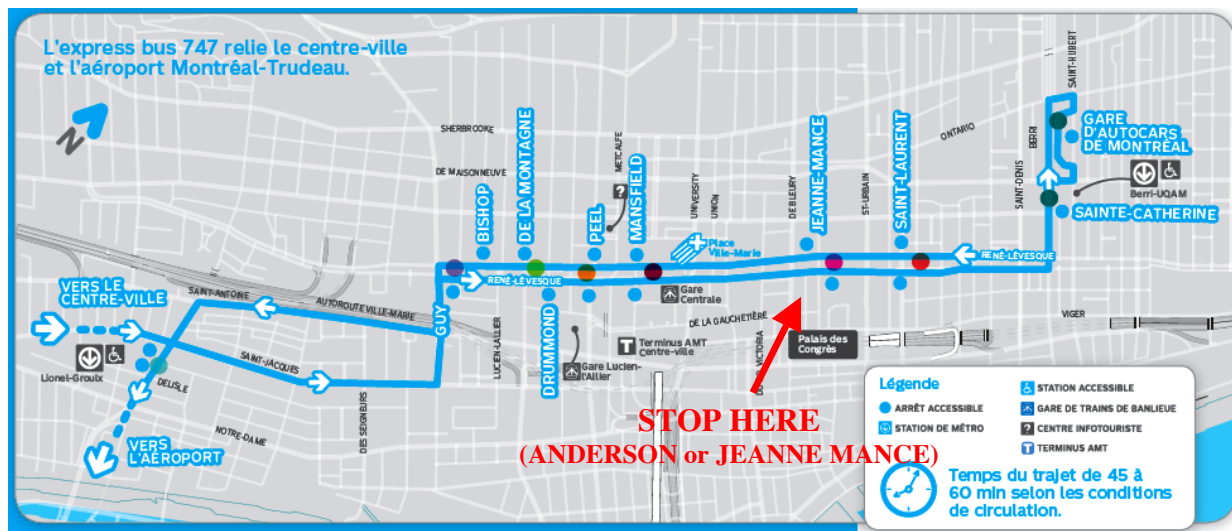 L'express bus 747 relie le centre-ville
et l'aéroport Montréal-Trudeau.
N
SHERBROOKE
DE MAISONNEUVE
BISHOP
DE LA MONTAGNE
PEEL
METCALFE
?
MANSFIELD
UNIVERSITY
UNION
Place
Ville-Marie
DE BLEURY
JEANNE-MANCE
ST-URBAIN
SAINT-LAURENT
ONTARIO
SAINT-DENIS
BERRI
SAINT-HUBERT
GARE
D'AUTOCARS
DE MONTRÉAL
Berri-UQAM
SAINTE-CATHERINE
RENÉ-LÉVESQUE
RENÉ-LÉVESQUE
VERS LE
CENTRE-VILLE
SAINT-ANTOINE
AUTOROUTE VILLE-MARIE
GUY
LUCIEN-LALLIER
DRUMMOND
Gare
Centrale
DE LA GAUCHETIÈRE
T
Terminus AMT
Centre-ville
Gare Lucien-
l'Allier
VICTORIA
Palais des
Congrès
VIGER
Lionel-Groulx
DELISLE
SAINT-JACQUES
NOTRE-DAME
DES SEIGNEURS
VERS
L'AÉROPORT
STOP HERE
(ANDERSON or JEANNE MANCE)
Légende
ARRÊT ACCESSIBLE
STATION DE MÉTRO
STATION ACCESSIBLE
GARE DE TRAINS DE BANLIEUE
? CENTRE INFOTOURISTE
T TERMINUS AMT
Temps du trajet de 45 à
60 min selon les conditions
de circulation.